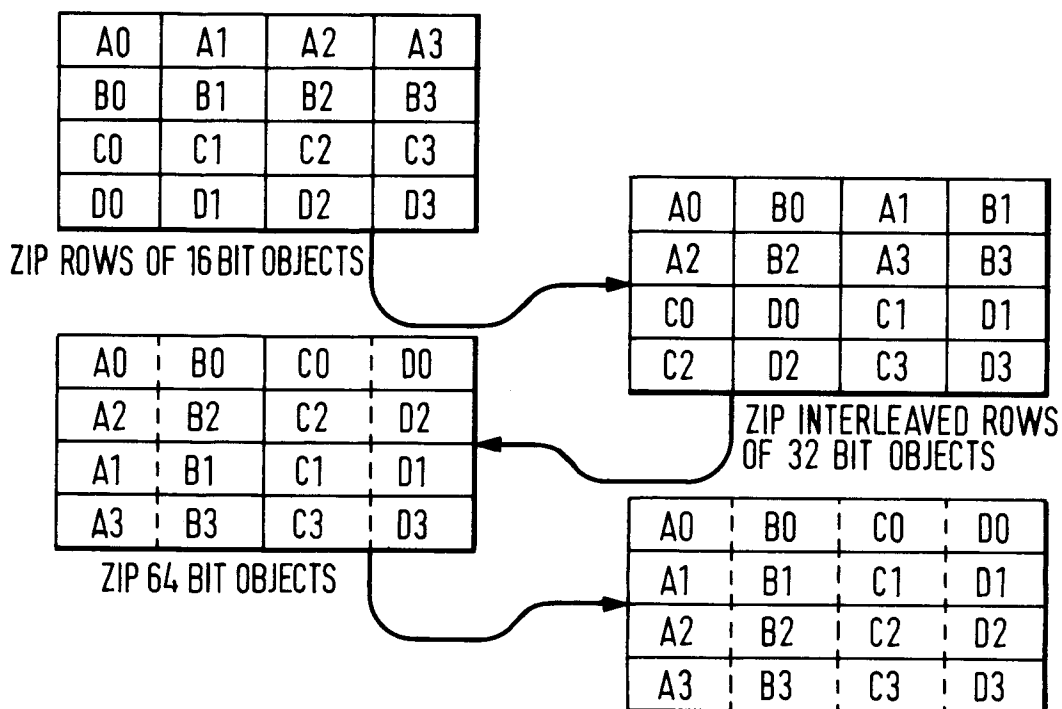 A0 A1 A2 A3
B0 B1 B2 B3
C0 C1 C2 C3
D0 D1 D2 D3
ZIP ROWS OF 16 BIT OBJECTS
A0 B0 A1 B1
A2 B2 A3 B3
C0 D0 C1 D1
C2 D2 C3 D3
ZIP INTERLEAVED ROWS
OF 32 BIT OBJECTS
A0 B0 C0 D0
A2 B2 C2 D2
A1 B1 C1 D1
A3 B3 C3 D3
ZIP 64 BIT OBJECTS
A0 B0 C0 D0
A1 B1 C1 D1
A2 B2 C2 D2
A3 B3 C3 D3